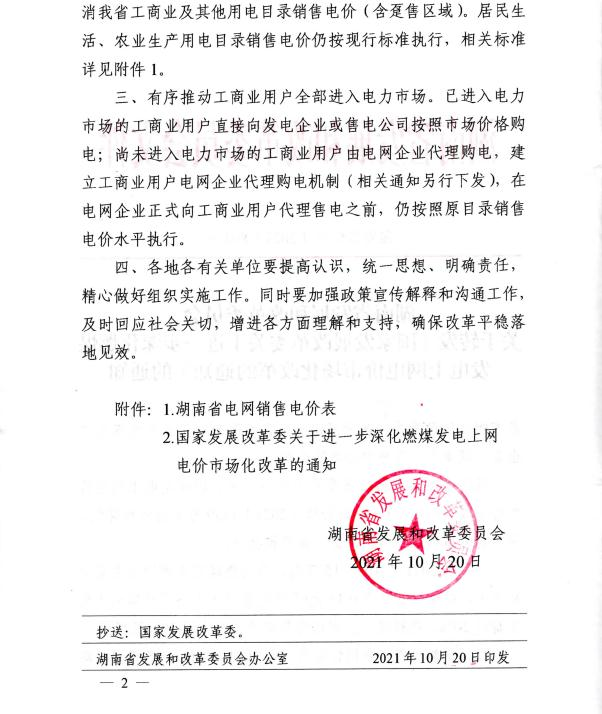 消我省工商业及其他用电目录销售电价（含趸售区域）。居民生
活、农业生产用电目录销售电价仍按现行标准执行，相关标准
详见附件1。
三、有序推动工商业用户全部进入电力市场。已进入电力
市场的工商业用户直接向发电企业或售电公司按照市场价格购
电；尚未进入电力市场的工商业用户由电网企业代理购电，建
立工商业用户电网企业代理购电机制（相关通知另行下发），在
电网企业正式向工商业用户代理售电之前，仍按照原目录销售
电价水平执行。
四、各地各有关单位要提高认识，统一思想、明确责任，
精心做好组织实施工作。同时要加强政策宣传解释和沟通工作，
及时回应社会关切，增进各方面理解和支持，确保改革平稳落
地见效。
附件：1.湖南省电网销售电价表
2.国家发展改革委关于进一步深化燃煤发电上网
电价市场化改革的通知
湖南省发展和改革委员会
湖南省发展和改革委员会
2021年10月20日
抄送：国家发展改革委。
湖南省发展和改革委员会办公室 2021年10月20日印发
— 2 —